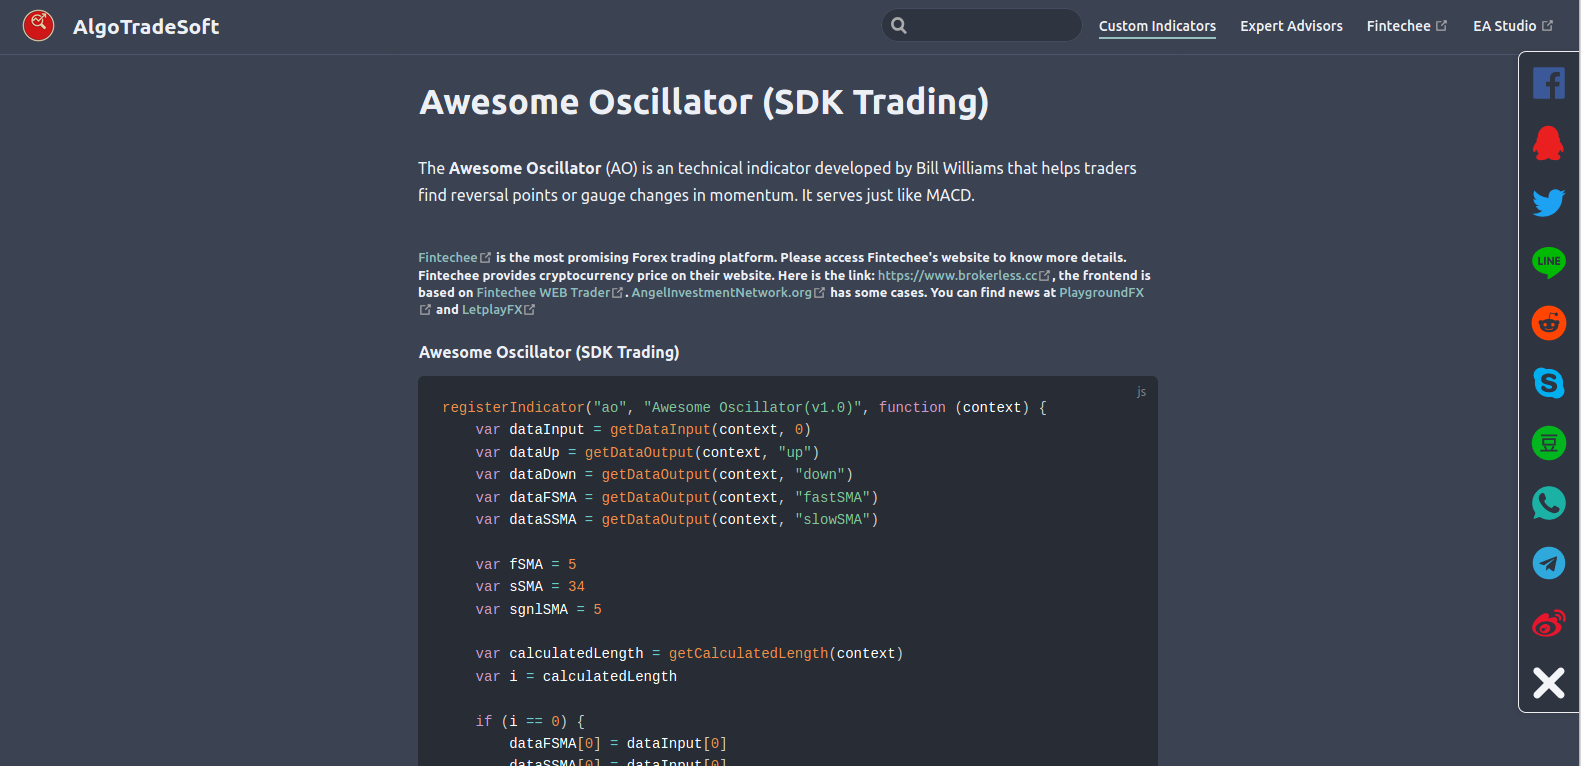 AlgoTradeSoft
Custom Indicators
Expert Advisors
Fintechee
EA Studio
Awesome Oscillator (SDK Trading)
The Awesome Oscillator (AO) is an technical indicator developed by Bill Williams that helps traders
find reversal points or gauge changes in momentum. It serves just like MACD.
Fintechee is the most promising Forex trading platform. Please access Fintechee's website to know more details.
Fintechee provides cryptocurrency price on their website. Here is the link: https://www.brokerless.cc , the frontend is
based on Fintechee WEB Trader . AngelInvestmentNetwork.org has some cases. You can find news at PlaygroundFX
and LetplayFX
Awesome Oscillator (SDK Trading)
js
registerIndicator("ao", "Awesome Oscillator(v1.0)", function (context) {
var dataInput = getDataInput(context, 0)
var dataUp = getDataOutput(context, "up")
var dataDown = getDataOutput(context, "down")
var dataFSMA = getDataOutput(context, "fastSMA")
var dataSSMA = getDataOutput(context, "slowSMA")
var fSMA = 5
var sSMA = 34
var sgnlSMA = 5
var calculatedLength = getCalculatedLength(context)
var i = calculatedLength
if (i == 0) {
dataFSMA[0] = dataInput[0]
dataSSMA[0] = dataInput[0]
LINE
豆